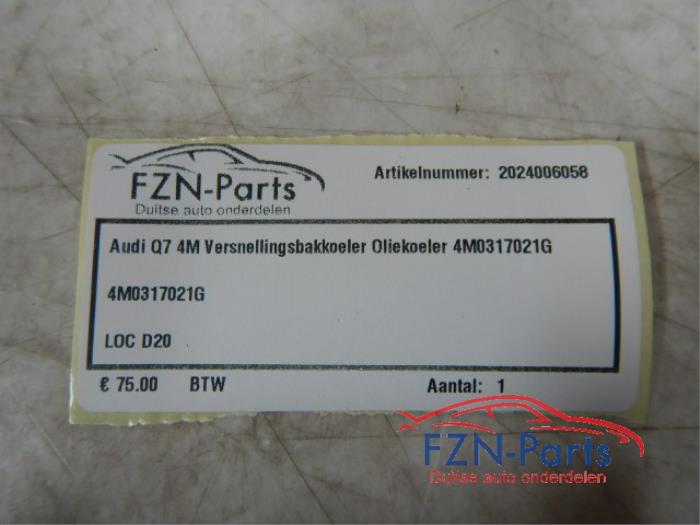 FZN-Parts
Duitse auto onderdelen
Artikelnummer: 2024006058
Audi Q7 4M Versnellingsbakkoeler Oliekoeler 4M0317021G
4M0317021G
LOC D20
€ 75.00 BTW Aantal: 1
FZN-Parts
Duitse auto onderdelen